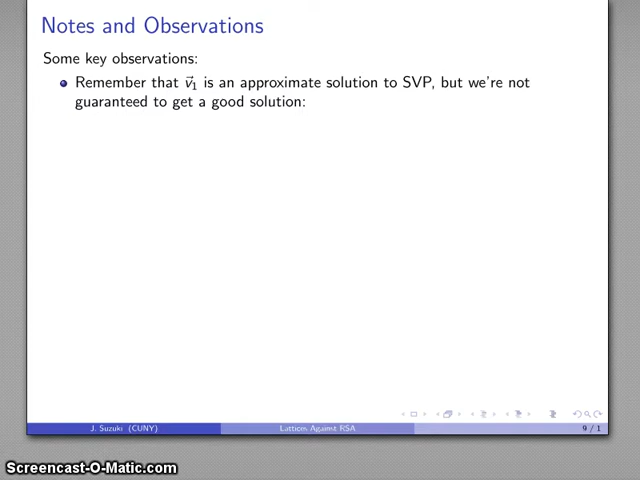 Notes and Observations
Some key observations:
Remember that v⃗₁ is an approximate solution to SVP, but we're not
guaranteed to get a good solution:
J. Suzuki (CUNY)
Lattices Against RSA
9 / 1
Screencast-O-Matic.com